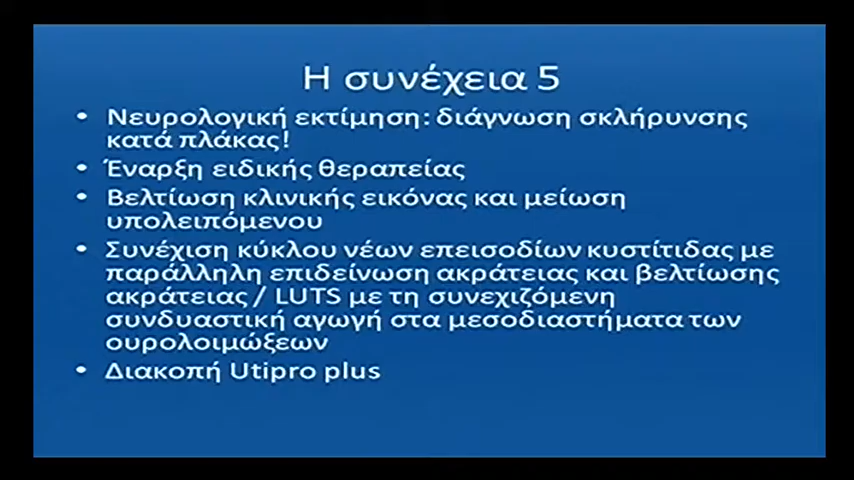 Η συνέχεια 5
• Νευρολογική εκτίμηση: διάγνωση σκλήρυνσης
κατά πλάκας!
• Έναρξη ειδικής θεραπείας
• Βελτίωση κλινικής εικόνας και μείωση
υπολειπόμενου
• Συνέχιση κύκλου νέων επεισοδίων κυστίτιδας με
παράλληλη επιδείνωση ακράτειας και βελτίωσης
ακράτειας / LUTS με τη συνεχιζόμενη
συνδυαστική αγωγή στα μεσοδιαστήματα των
ουρολοιμώξεων
• Διακοπή Utipro plus